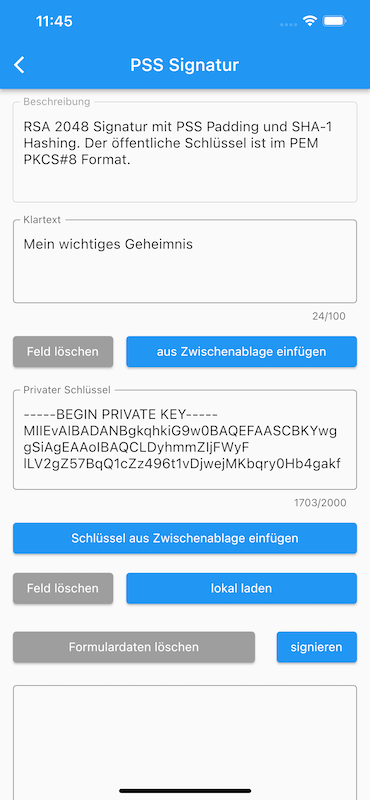 11:45
PSS Signatur
Beschreibung
RSA 2048 Signatur mit PSS Padding und SHA-1
Hashing. Der öffentliche Schlüssel ist im PEM
PKCS#8 Format.
Klartext
Mein wichtiges Geheimnis
24/100
Feld löschen
aus Zwischenablage einfügen
Privater Schlüssel
-----BEGIN PRIVATE KEY-----
MIIEvAIBADANBgkqhkiG9w0BAQEFAASCBKYwg
gSiAgEAAoIBAQCLDyhmmZIjFWyF
lLV2gZ57BqQ1cZz496t1vDjwejMKbqry0Hb4gakf
1703/2000
Schlüssel aus Zwischenablage einfügen
Feld löschen
lokal laden
Formulardaten löschen
signieren